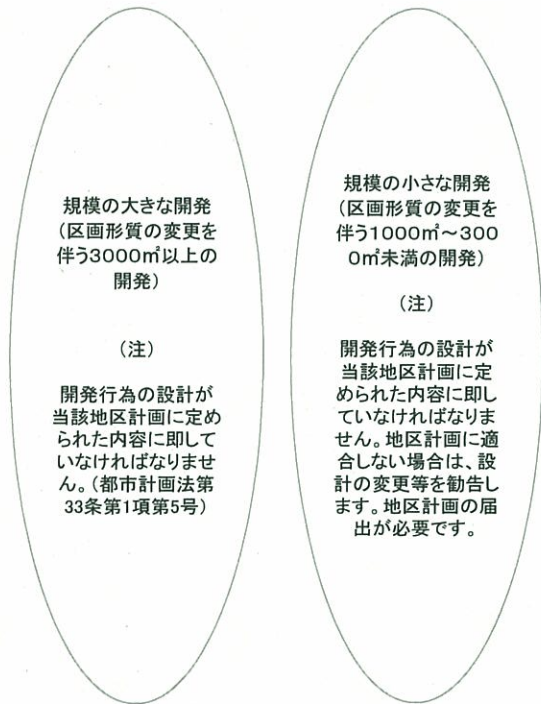 規模の大きな開発
（区画形質の変更を
伴う3000㎡以上の
開発）
（注）
開発行為の設計が
当該地区計画に定め
られた内容に即して
いなければなりませ
ん。（都市計画法第
33条第1項第5号）
規模の小さな開発
（区画形質の変更を
伴う1000㎡～300
0㎡未満の開発）
（注）
開発行為の設計が
当該地区計画に定
められた内容に即し
ていなければなりま
せん。地区計画に適
合しない場合は、設
計の変更等を勧告し
ます。地区計画の届
出が必要です。